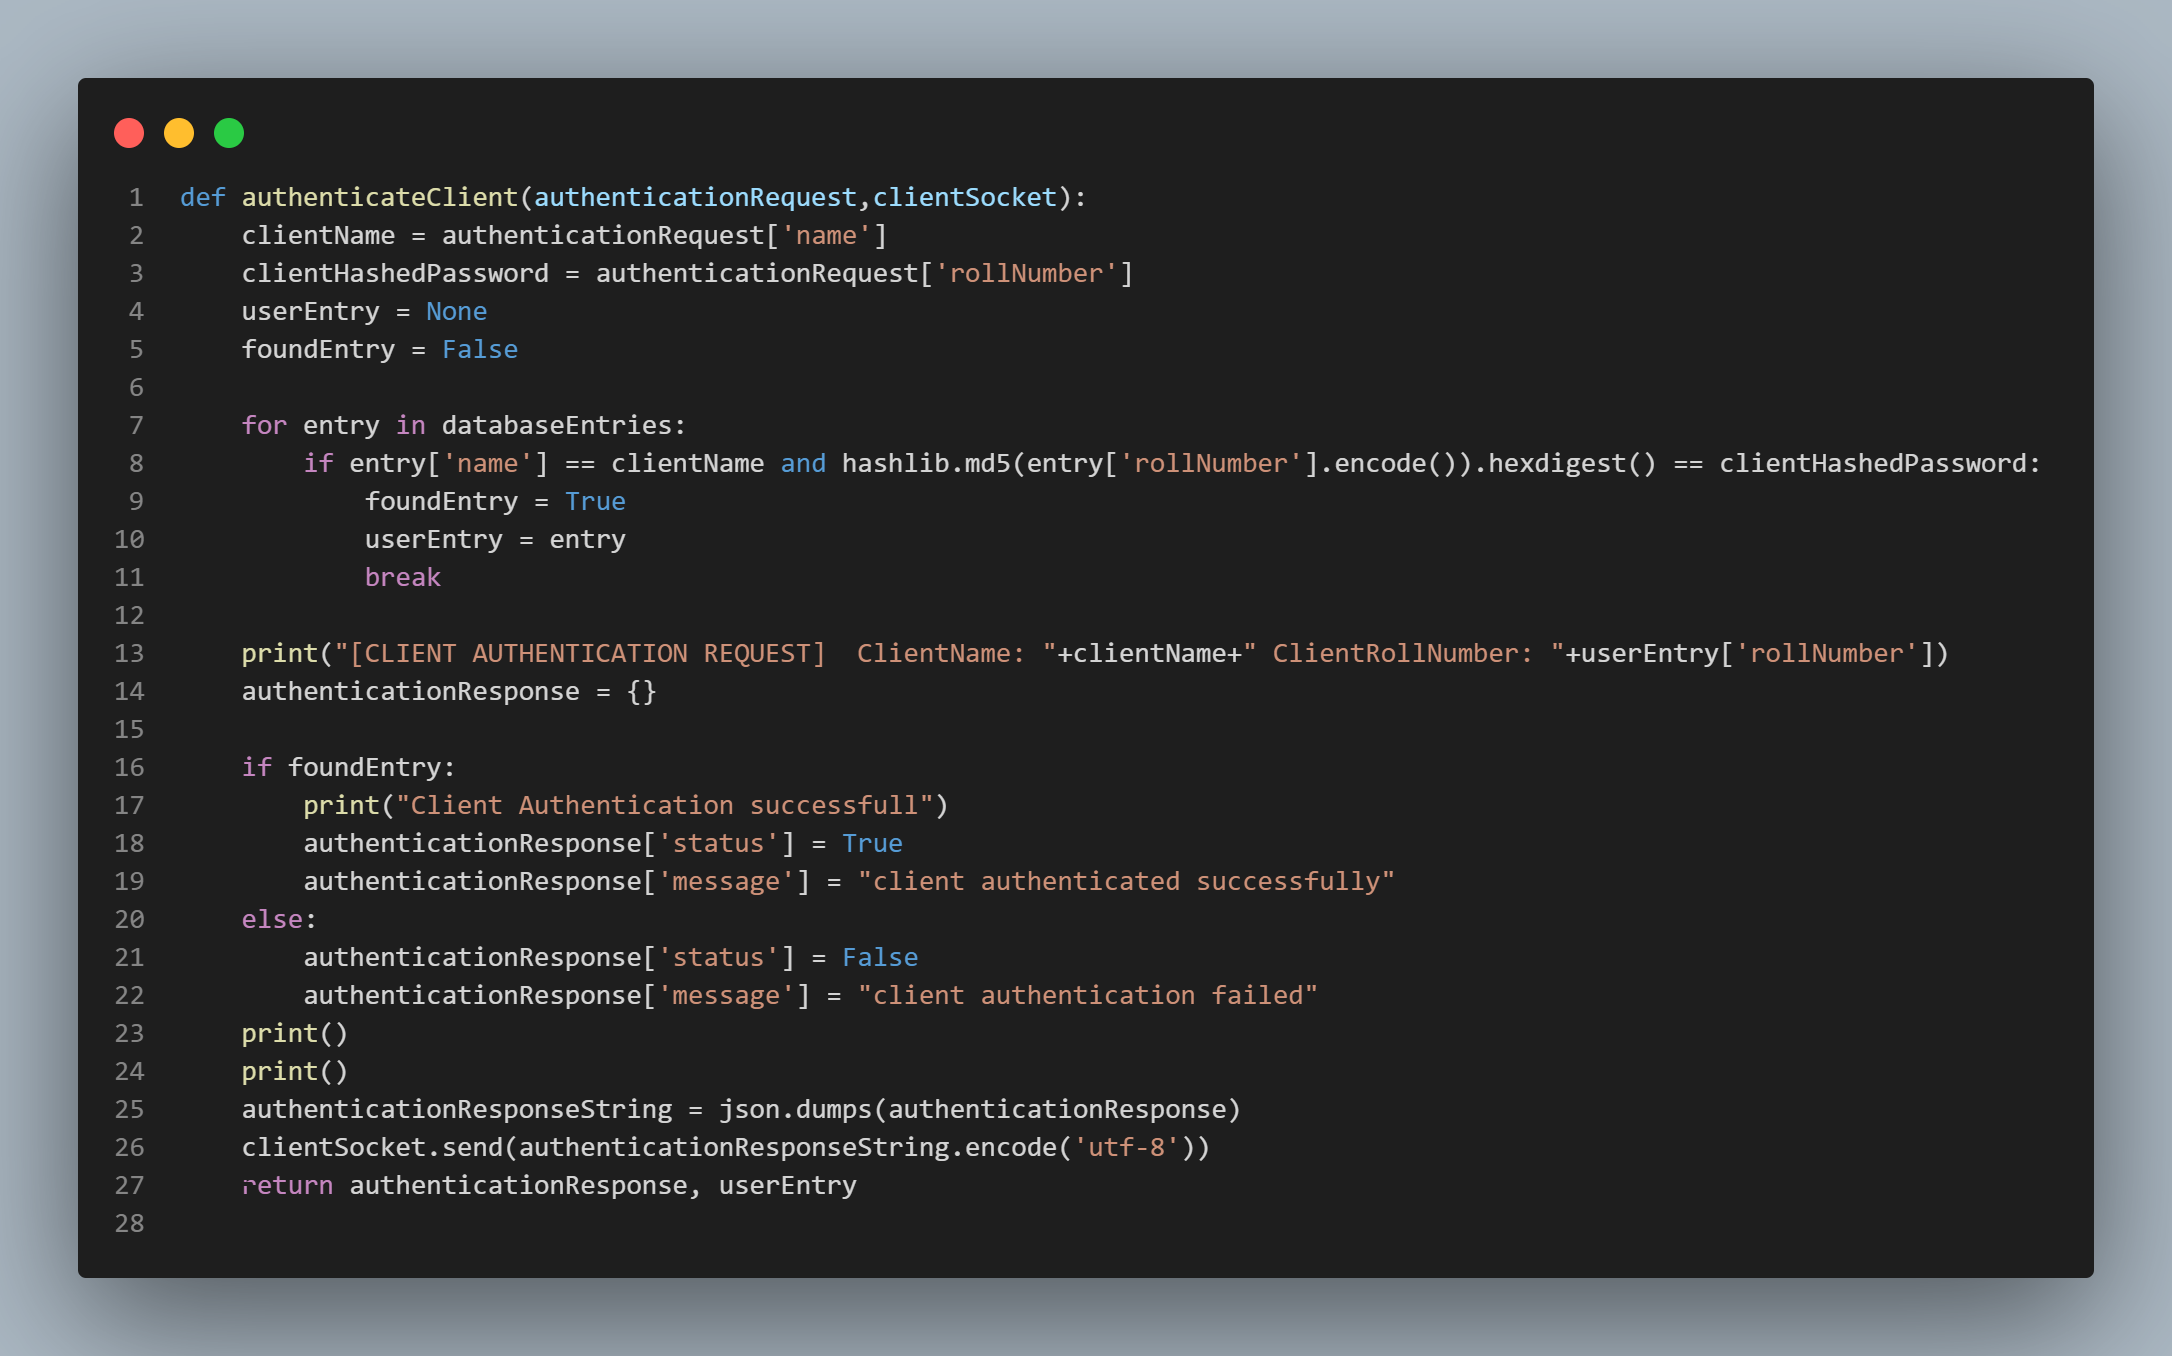 1 def authenticateClient(authenticationRequest,clientSocket):
2     clientName = authenticationRequest['name']
3     clientHashedPassword = authenticationRequest['rollNumber']
4     userEntry = None
5     foundEntry = False
6
7     for entry in databaseEntries:
8         if entry['name'] == clientName and hashlib.md5(entry['rollNumber'].encode()).hexdigest() == clientHashedPassword:
9             foundEntry = True
10             userEntry = entry
11             break
12
13     print("[CLIENT AUTHENTICATION REQUEST]  ClientName: "+clientName+" ClientRollNumber: "+userEntry['rollNumber'])
14     authenticationResponse = {}
15
16     if foundEntry:
17         print("Client Authentication successfull")
18         authenticationResponse['status'] = True
19         authenticationResponse['message'] = "client authenticated successfully"
20     else:
21         authenticationResponse['status'] = False
22         authenticationResponse['message'] = "client authentication failed"
23     print()
24     print()
25     authenticationResponseString = json.dumps(authenticationResponse)
26     clientSocket.send(authenticationResponseString.encode('utf-8'))
27     return authenticationResponse, userEntry
28